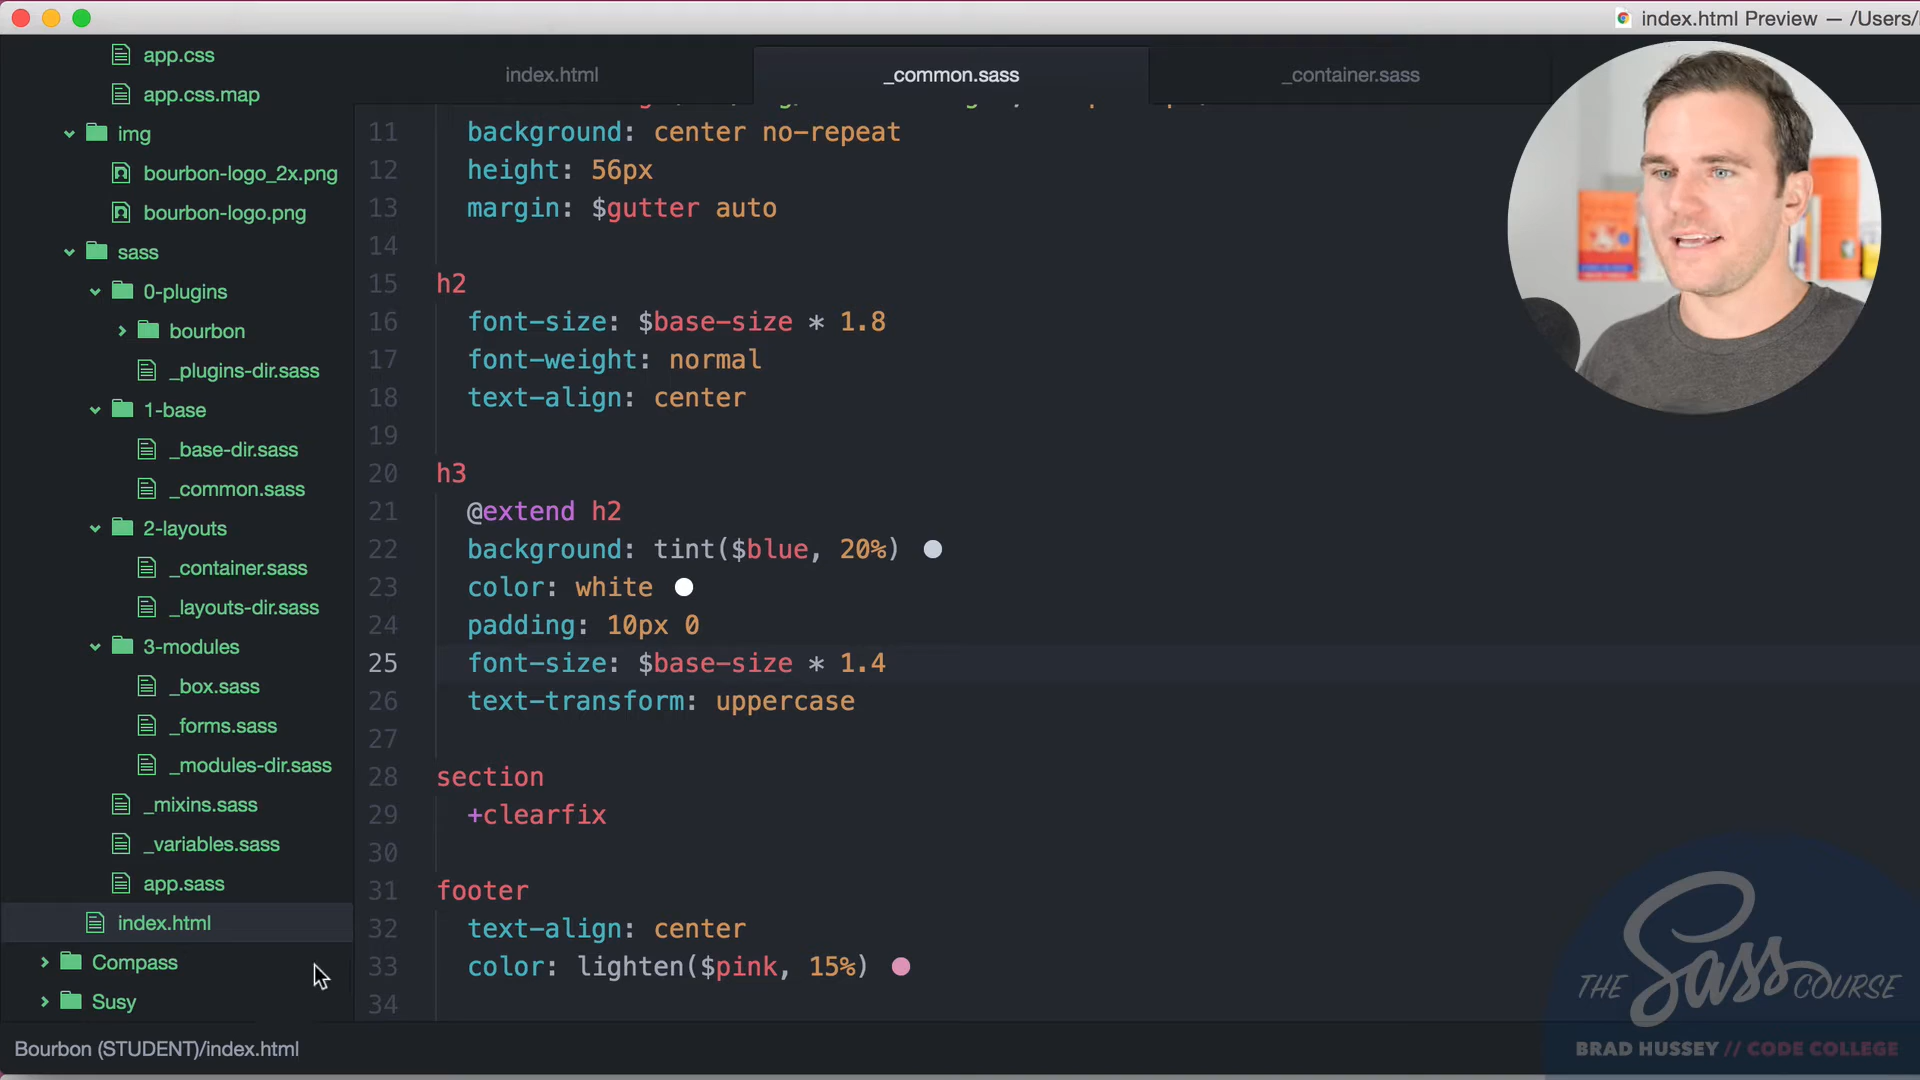 index.html Preview — /Users/
app.css
app.css.map
img
bourbon-logo_2x.png
bourbon-logo.png
sass
0-plugins
bourbon
_plugins-dir.sass
1-base
_base-dir.sass
_common.sass
2-layouts
_container.sass
_layouts-dir.sass
3-modules
_box.sass
_forms.sass
_modules-dir.sass
_mixins.sass
_variables.sass
app.sass
index.html
Compass
Susy
Bourbon (STUDENT)/index.html
index.html
_common.sass
_container.sass
11 background: center no-repeat
12 height: 56px
13 margin: $gutter auto
14
15 h2
16 font-size: $base-size * 1.8
17 font-weight: normal
18 text-align: center
19
20 h3
21 @extend h2
22 background: tint($blue, 20%)
23 color: white
24 padding: 10px 0
25 font-size: $base-size * 1.4
26 text-transform: uppercase
27
28 section
29 +clearfix
30
31 footer
32 text-align: center
33 color: lighten($pink, 15%)
34
THE Sass COURSE
BRAD HUSSEY // CODE COLLEGE